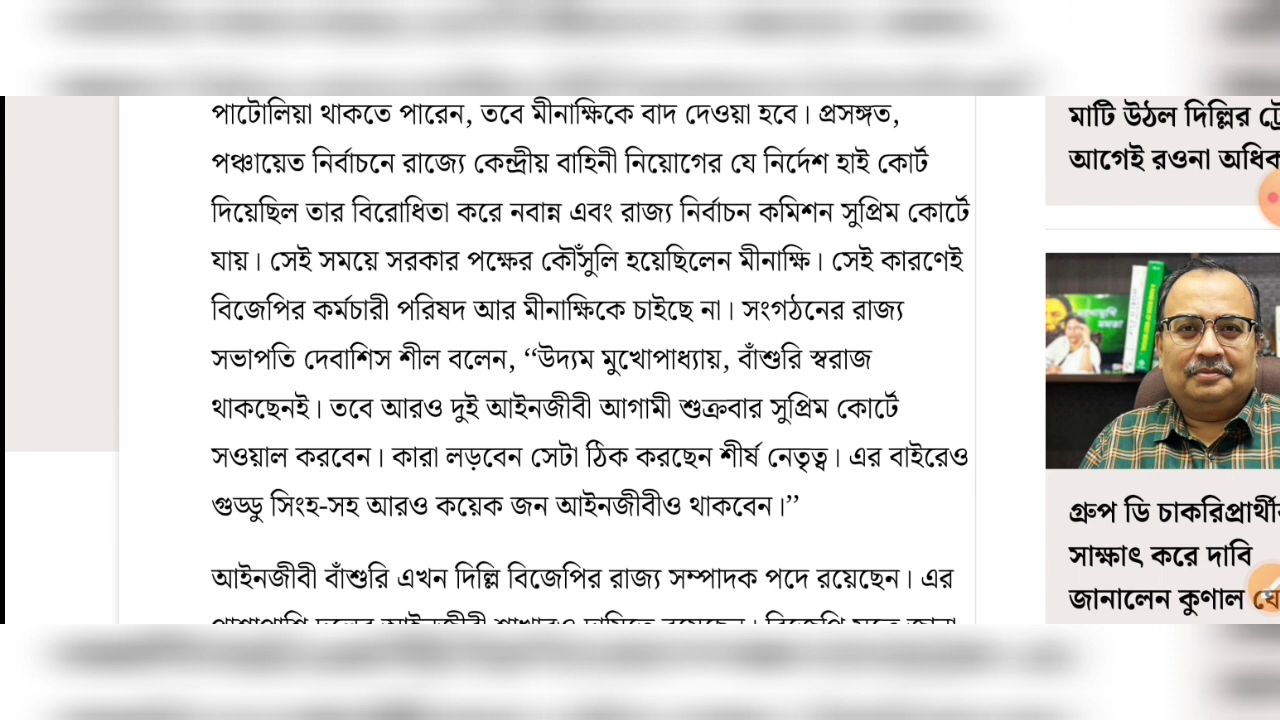 পাটোলিয়া থাকতে পারেন, তবে মীনাক্ষিকে বাদ দেওয়া হবে। প্রসঙ্গত,
পঞ্চায়েত নির্বাচনে রাজ্যে কেন্দ্রীয় বাহিনী নিয়োগের যে নির্দেশ হাই কোর্ট
দিয়েছিল তার বিরোধিতা করে নবান্ন এবং রাজ্য নির্বাচন কমিশন সুপ্রিম কোর্টে
যায়। সেই সময়ে সরকার পক্ষের কৌঁসুলি হয়েছিলেন মীনাক্ষি। সেই কারণেই
বিজেপির কর্মচারী পরিষদ আর মীনাক্ষিকে চাইছে না। সংগঠনের রাজ্য
সভাপতি দেবাশিস শীল বলেন, ‘‘উদ্যম মুখোপাধ্যায়, বাঁশুরি স্বরাজ
থাকছেনই। তবে আরও দুই আইনজীবী আগামী শুক্রবার সুপ্রিম কোর্টে
সওয়াল করবেন। কারা লড়বেন সেটা ঠিক করছেন শীর্ষ নেতৃত্ব। এর বাইরেও
গুড্ডু সিংহ-সহ আরও কয়েক জন আইনজীবীও থাকবেন।’’
আইনজীবী বাঁশুরি এখন দিল্লি বিজেপির রাজ্য সম্পাদক পদে রয়েছেন। এর
মাটি উঠল দিল্লির
আগেই রওনা
গ্রুপ ডি চাকরিপ্রার্থী
সাক্ষাৎ করে দাবি
জানালেন কুণাল